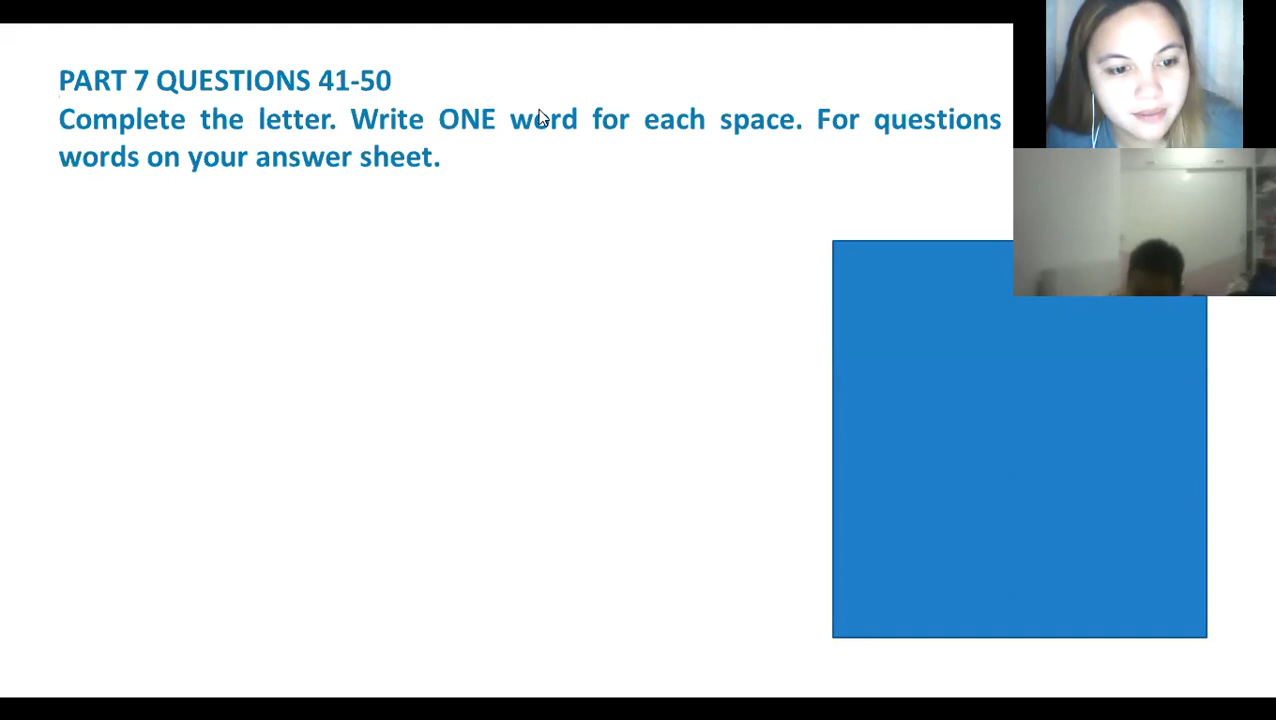 PART 7 QUESTIONS 41-50
Complete the letter. Write ONE word for each space. For questions
words on your answer sheet.